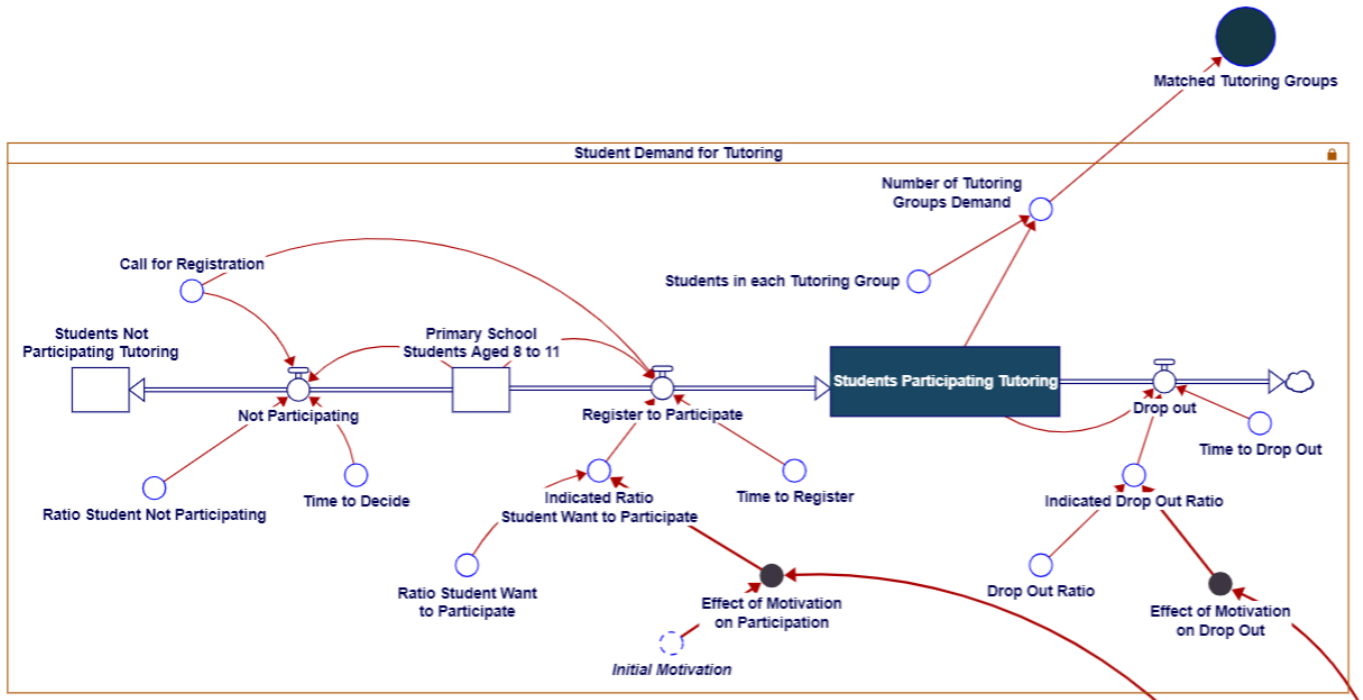 Matched Tutoring Groups
Student Demand for Tutoring
Number of Tutoring
Groups Demand
Call for Registration
Students in each Tutoring Group
Students Not
Participating Tutoring
Primary School
Students Aged 8 to 11
Students Participating Tutoring
Not Participating
Register to Participate
Drop out
Time to Drop Out
Ratio Student Not Participating
Time to Decide
Indicated Ratio
Student Want to Participate
Time to Register
Indicated Drop Out Ratio
Ratio Student Want
to Participate
Effect of Motivation
on Participation
Drop Out Ratio
Effect of Motivation
on Drop Out
Initial Motivation